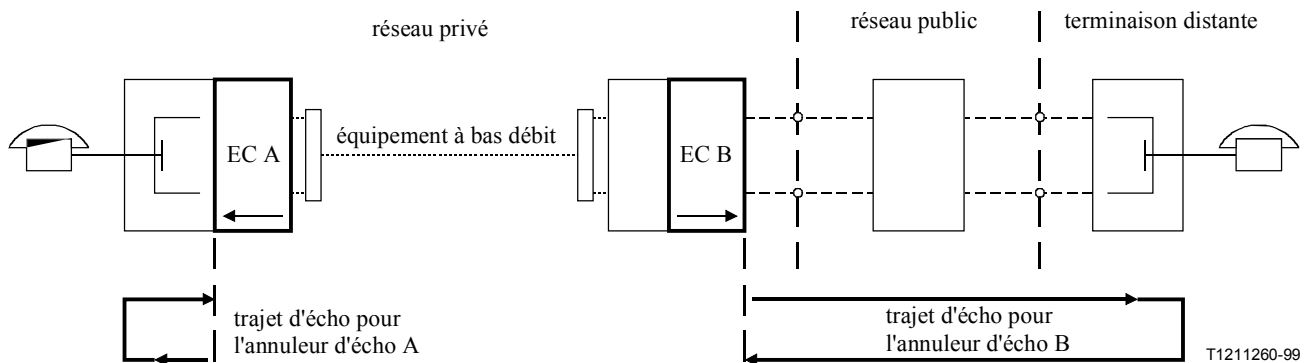 réseau privé
réseau public
terminaison distante
EC A
équipement à bas débit
EC B
trajet d'écho pour
l'annuleur d'écho A
trajet d'écho pour
l'annuleur d'écho B
T1211260-99